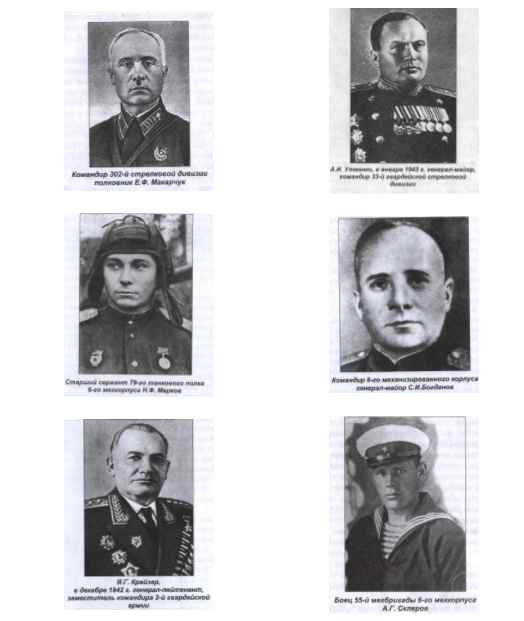 Командир 302-й стрелковой дивизии
полковник Е.Ф. Макарчук
А.И. Утвенко, в январе 1943 г. генерал-майор,
командир 33-й гвардейской стрелковой
дивизии
Старший сержант 79-го танкового полка
6-го мехкорпуса Н.Ф. Марков
Командир 6-го механизированного корпуса
генерал-майор С.И.Богданов
Я.Г. Крейзер,
в декабре 1942 г. генерал-лейтенант,
заместитель командира 2-й гвардейской
армии
Боец 55-й мехбригады 6-го мехкорпуса
А.Г. Скляров